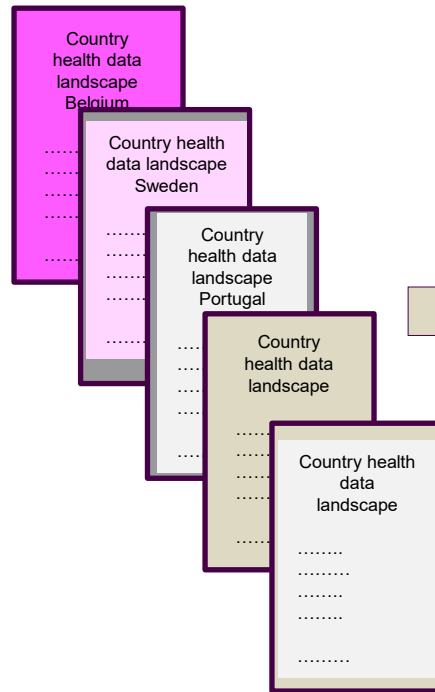 Country
health data
landscape
Belgium
……
……
……
……
……
Country health
data landscape
Sweden
……..
……..
……..
……..
……..
Country
health data
landscape
Portugal
……
……
……
……
……
Country
health data
landscape
……..
……..
……..
……..
……..
Country health
data
landscape
……..
………
……..
……..
………